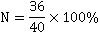 N = 36/40 × 100%